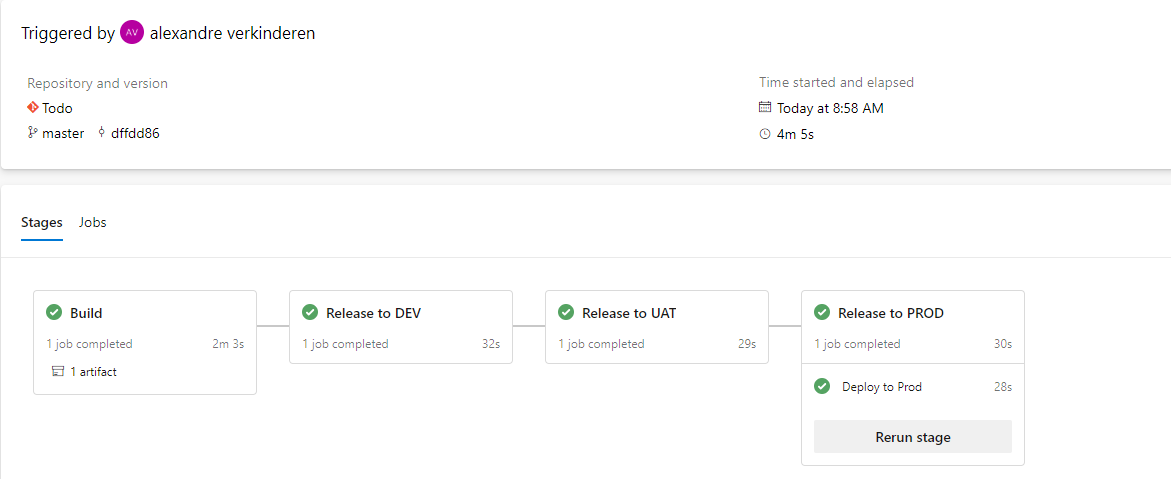 Triggered by AV alexandre verkinderen
Repository and version
Todo
master dffdd86
Time started and elapsed
Today at 8:58 AM
4m 5s
Stages Jobs
Build
1 job completed 2m 3s
1 artifact
Release to DEV
1 job completed 32s
Release to UAT
1 job completed 29s
Release to PROD
1 job completed 30s
Deploy to Prod 28s
Rerun stage